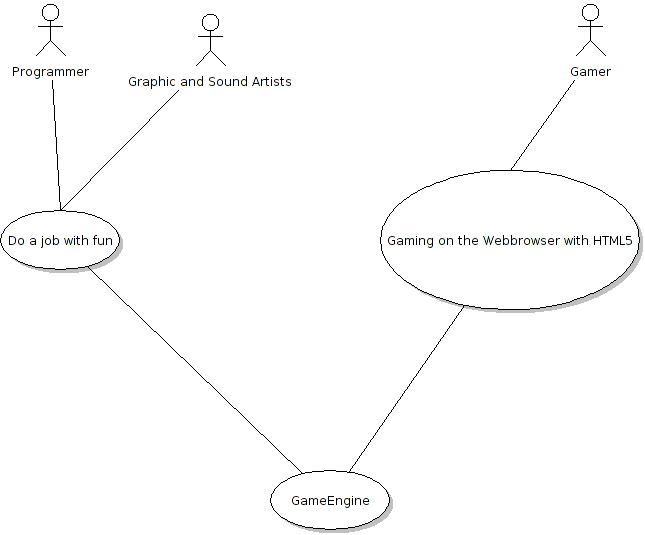 Programmer
Graphic and Sound Artists
Gamer
Do a job with fun
Gaming on the Webbrowser with HTML5
GameEngine